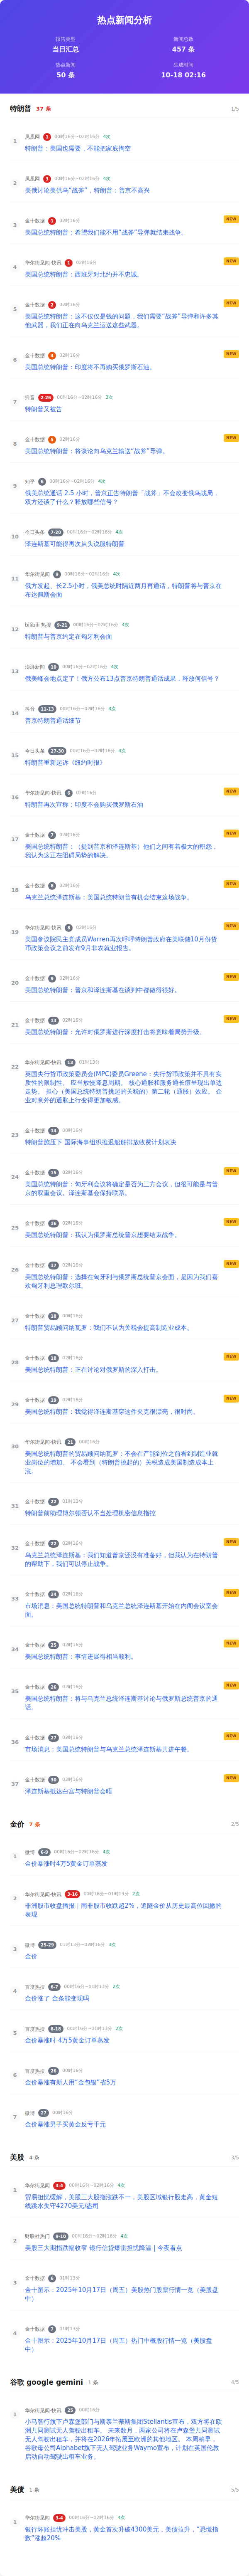 热点新闻分析
报告类型
新闻总数
当日汇总
457 条
热点新闻
生成时间
50 条
10-18 02:16
特朗普 37 条 1/5
1 凤凰网 1 00时16分~02时16分 4次
特朗普：美国也需要，不能把家底掏空
2 凤凰网 3 00时16分~02时16分 4次
美俄讨论美供乌“战斧”，特朗普：普京不高兴
3 金十数据 1 02时16分 NEW
美国总统特朗普：希望我们能不用“战斧”导弹就结束战争。
4 华尔街见闻·快讯 1 02时16分 NEW
美国总统特朗普：西班牙对北约并不忠诚。
5 金十数据 2 02时16分 NEW
美国总统特朗普：这不仅仅是钱的问题，我们需要“战斧”导弹和许多其
他武器，我们正在向乌克兰运送这些武器。
6 金十数据 4 02时16分 NEW
美国总统特朗普：印度将不再购买俄罗斯石油。
7 抖音 2-26 00时16分~02时16分 3次
特朗普又被告
8 金十数据 5 02时16分 NEW
美国总统特朗普：将谈论向乌克兰输送“战斧”导弹。
9 知乎 6 00时16分~02时16分 4次
俄美总统通话 2.5 小时，普京正告特朗普「战斧」不会改变俄乌战局，
双方还谈了什么？释放哪些信号？
10 今日头条 7-20 00时16分~02时16分 4次
泽连斯基可能得再次从头说服特朗普
11 华尔街见闻 9 00时16分~02时16分 4次
俄方发起、长2.5小时，俄美总统时隔近两月再通话，特朗普将与普京在
布达佩斯会面
12 bilibili 热搜 9-21 00时16分~02时16分 4次
特朗普与普京约定在匈牙利会面
13 澎湃新闻 10 00时16分~02时16分 4次
俄美峰会地点定了！俄方公布13点普京特朗普通话成果，释放何信号？
14 抖音 11-13 00时16分~02时16分 4次
普京特朗普通话细节
15 今日头条 27-30 00时16分~02时16分 4次
特朗普重新起诉《纽约时报》
16 华尔街见闻·快讯 6 02时16分 NEW
特朗普再次宣称：印度不会购买俄罗斯石油
17 金十数据 7 02时16分 NEW
美国总统特朗普：（提到普京和泽连斯基）他们之间有着极大的积怨，
我认为这正在阻碍局势的解决。
18 金十数据 8 02时16分 NEW
乌克兰总统泽连斯基：美国总统特朗普有机会结束这场战争。
19 华尔街见闻·快讯 8 02时16分 NEW
美国参议院民主党成员Warren再次呼呼特朗普政府在美联储10月份货
币政策会议之前发布9月非农就业报告。
20 金十数据 9 02时16分 NEW
美国总统特朗普：普京和泽连斯基在谈判中都做得很好。
21 金十数据 13 02时16分 NEW
美国总统特朗普：允许对俄罗斯进行深度打击将意味着局势升级。
22 华尔街见闻·快讯 13 01时13分
英国央行货币政策委员会(MPC)委员Greene：央行货币政策并不具有实
质性的限制性。 应当放慢降息周期。 核心通胀和服务通长但呈现出单边
走势。 担心（美国总统特朗普挑起的关税的）第二轮（通胀）效应。 企
业对意外的通胀上行变得更加敏感。
23 金十数据 14 00时16分
特朗普施压下 国际海事组织推迟船舶排放收费计划表决
24 金十数据 15 02时16分 NEW
美国总统特朗普：匈牙利会议将确定是否为三方会议，但很可能是与普
京的双重会议。泽连斯基会保持联系。
25 金十数据 16 02时16分 NEW
美国总统特朗普：我认为俄罗斯总统普京想要结束战争。
26 金十数据 17 02时16分 NEW
美国总统特朗普：选择在匈牙利与俄罗斯总统普京会面，是因为我们喜
欢匈牙利总理欧尔班。
27 金十数据 18 00时16分
特朗普贸易顾问纳瓦罗：我们不认为关税会提高制造业成本。
28 金十数据 18 02时16分 NEW
美国总统特朗普：正在讨论对俄罗斯的深入打击。
29 金十数据 19 02时16分 NEW
美国总统特朗普：我觉得泽连斯基穿这件夹克很漂亮，很时尚。
30 华尔街见闻·快讯 21 00时16分
美国总统特朗普的贸易顾问纳瓦罗：不会在产能到位之前看到制造业就
业岗位的增加。 不会看到（特朗普挑起的）关税造成美国制造成本上
涨。
31 金十数据 22 01时13分
特朗普前助理博尔顿否认不当处理机密信息指控
32 金十数据 22 02时16分 NEW
乌克兰总统泽连斯基：我们知道普京还没有准备好，但我认为在特朗普
的帮助下，我们可以停止战争。
33 金十数据 24 02时16分 NEW
市场消息：美国总统特朗普和乌克兰总统泽连斯基开始在内阁会议室会
面。
34 金十数据 25 02时16分 NEW
美国总统特朗普：事情进展得相当顺利。
35 金十数据 26 02时16分 NEW
美国总统特朗普：将与乌克兰总统泽连斯基讨论与俄罗斯总统普京的通
话。
36 金十数据 27 02时16分 NEW
市场消息：美国总统特朗普与乌克兰总统泽连斯基共进午餐。
37 金十数据 30 02时16分 NEW
泽连斯基抵达白宫与特朗普会晤
金价 7 条 2/5
1 微博 6-9 00时16分~02时16分 4次
金价暴涨时4万5黄金订单蒸发
2 华尔街见闻·快讯 3-16 00时16分~01时13分 2次
非洲股市收盘播报｜南非股市收跌超2%，追随金价从历史最高位回撤的
表现
3 微博 25-29 01时13分~02时16分 3次
金价
4 百度热搜 6-7 00时16分~01时13分 2次
金价涨了 金条能变现吗
5 百度热搜 8-18 00时16分~01时13分 2次
金价暴涨时 4万5黄金订单蒸发
6 百度热搜 26 00时16分
金价暴涨有新人用“金包银”省5万
7 微博 27 00时16分
金价暴涨男子买黄金反亏千元
美股 4 条 3/5
1 华尔街见闻 3-4 00时16分~02时16分 4次
贸易担忧缓解，美股三大股指涨跌不一，美股区域银行股走高，黄金短
线跳水失守4270美元/盎司
2 财联社热门 9-10 00时16分~02时16分 4次
美股三大期指跌幅收窄 银行信贷爆雷担忧降温 | 今夜看点
3 金十数据 6 01时13分
金十图示：2025年10月17日（周五）美股热门股票行情一览（美股盘
中）
4 金十数据 7 01时13分
金十图示：2025年10月17日（周五）热门中概股行情一览（美股盘
中）
谷歌 google gemini 1 条 4/5
1 华尔街见闻·快讯 25 00时16分
小马智行旗下卢森堡部门与斯泰兰蒂斯集团Stellantis宣布，双方将在欧
洲共同测试无人驾驶出租车。 未来数月，两家公司将在卢森堡共同测试
无人驾驶出租车，并将在2026年拓展至欧洲的其他地区。 本周稍早，
谷歌母公司Alphabet旗下无人驾驶业务Waymo宣布，计划在英国伦敦
启动自动驾驶出租车业务。
美债 1 条 5/5
1 华尔街见闻 3-4 00时16分~02时16分 4次
银行坏账担忧冲击美股，黄金首次升破4300美元，美债拉升，“恐慌指
数”涨超20%